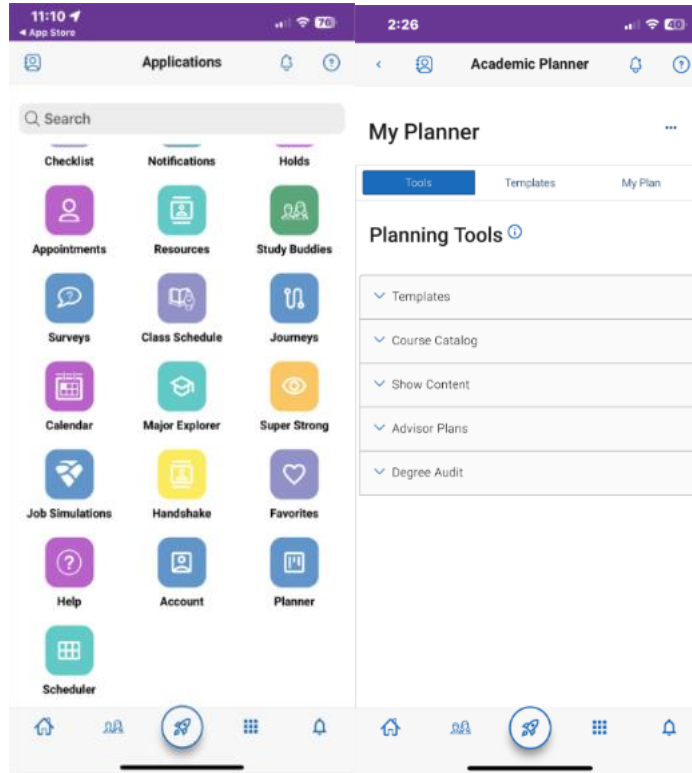 11:10
70
◀ App Store
Applications
Search
Checklist Notifications Holds
Appointments Resources Study Buddies
Surveys Class Schedule Journeys
Calendar Major Explorer Super Strong
Job Simulations Handshake Favorites
Help Account Planner
Scheduler
2:26
40
Academic Planner
My Planner
Tools Templates My Plan
Planning Tools
Templates
Course Catalog
Show Content
Advisor Plans
Degree Audit